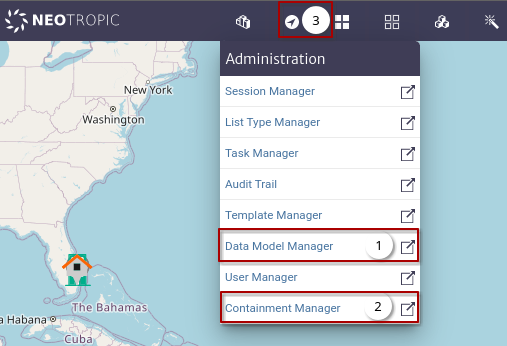 NEOTROPIC
3
Administration
Session Manager
List Type Manager
Task Manager
Audit Trail
Template Manager
Data Model Manager 1
User Manager
Containment Manager 2
New York
Washington
The Bahamas
a Habana
Cuba